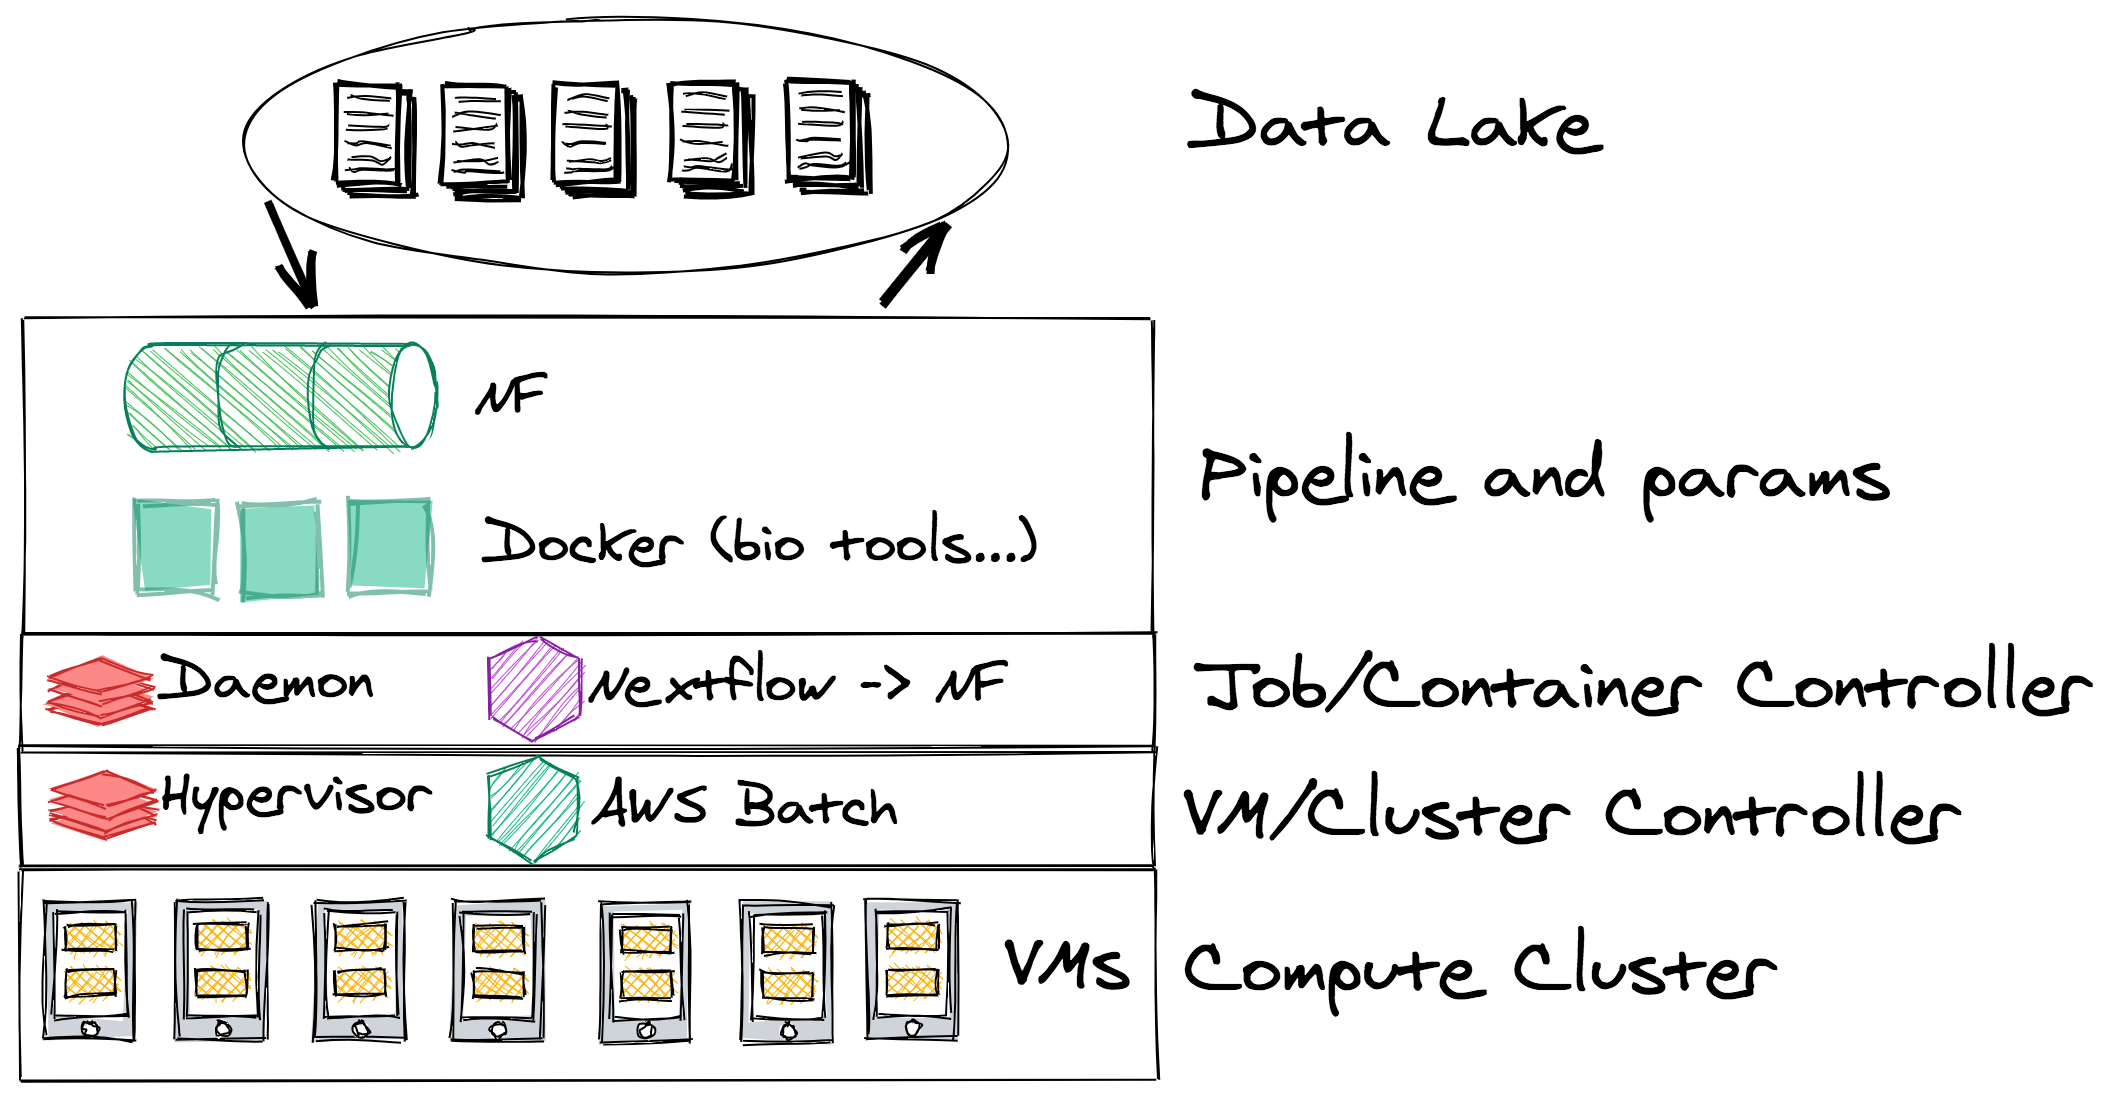 Data Lake
NF
Pipeline and params
Docker (bio tools...)
Daemon
Nextflow -> NF
Job/Container Controller
Hypervisor
AWS Batch
VM/Cluster Controller
VMs
Compute Cluster